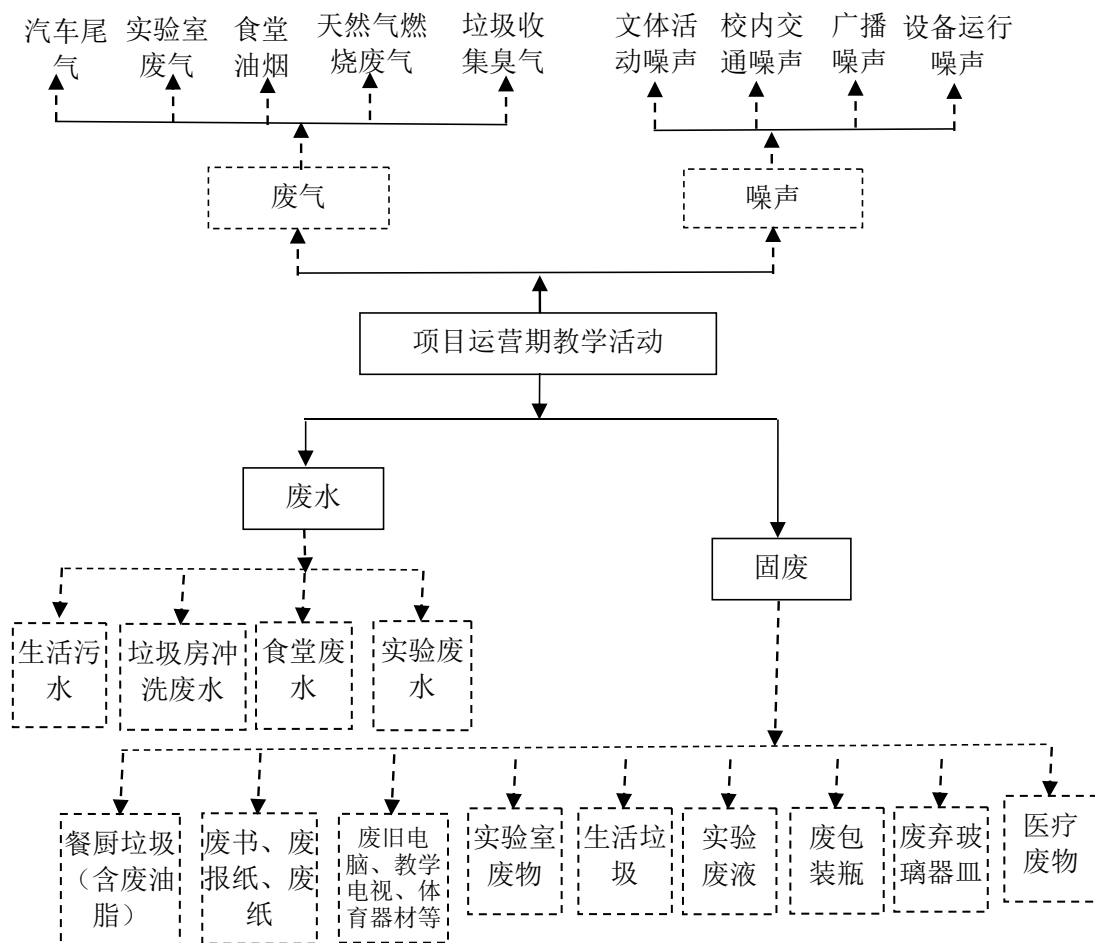 汽车尾
气
实验室
废气
食堂
油烟
天然气燃
烧废气
垃圾收
集臭气
文体活
动噪声
校内交
通噪声
广播
噪声
设备运行
噪声
废气
噪声
项目运营期教学活动
废水
固废
生活污
水
垃圾房冲
洗废水
食堂废
水
实验废
水
餐厨垃圾
（含废油
脂）
废书、废
报纸、废
纸
废旧电
脑、教学
电视、体
育器材等
实验室
废物
生活垃
圾
实验
废液
废包
装瓶
废弃玻
璃器皿
医疗
废物